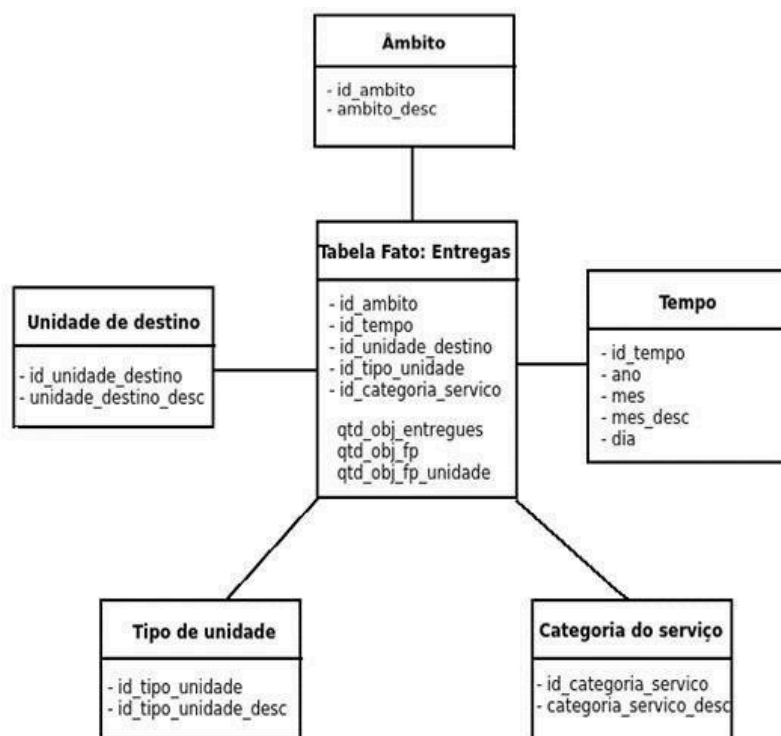 Âmbito
- id_ambito
- ambito_desc
Tabela Fato: Entregas
- id_ambito
- id_tempo
- id_unidade_destino
- id_tipo_unidade
- id_categoria_servico
qtd_obj_entregues
qtd_obj_fp
qtd_obj_fp_unidade
Unidade de destino
- id_unidade_destino
- unidade_destino_desc
Tempo
- id_tempo
- ano
- mes
- mes_desc
- dia
Tipo de unidade
- id_tipo_unidade
- id_tipo_unidade_desc
Categoria do serviço
- id_categoria_servico
- categoria_servico_desc